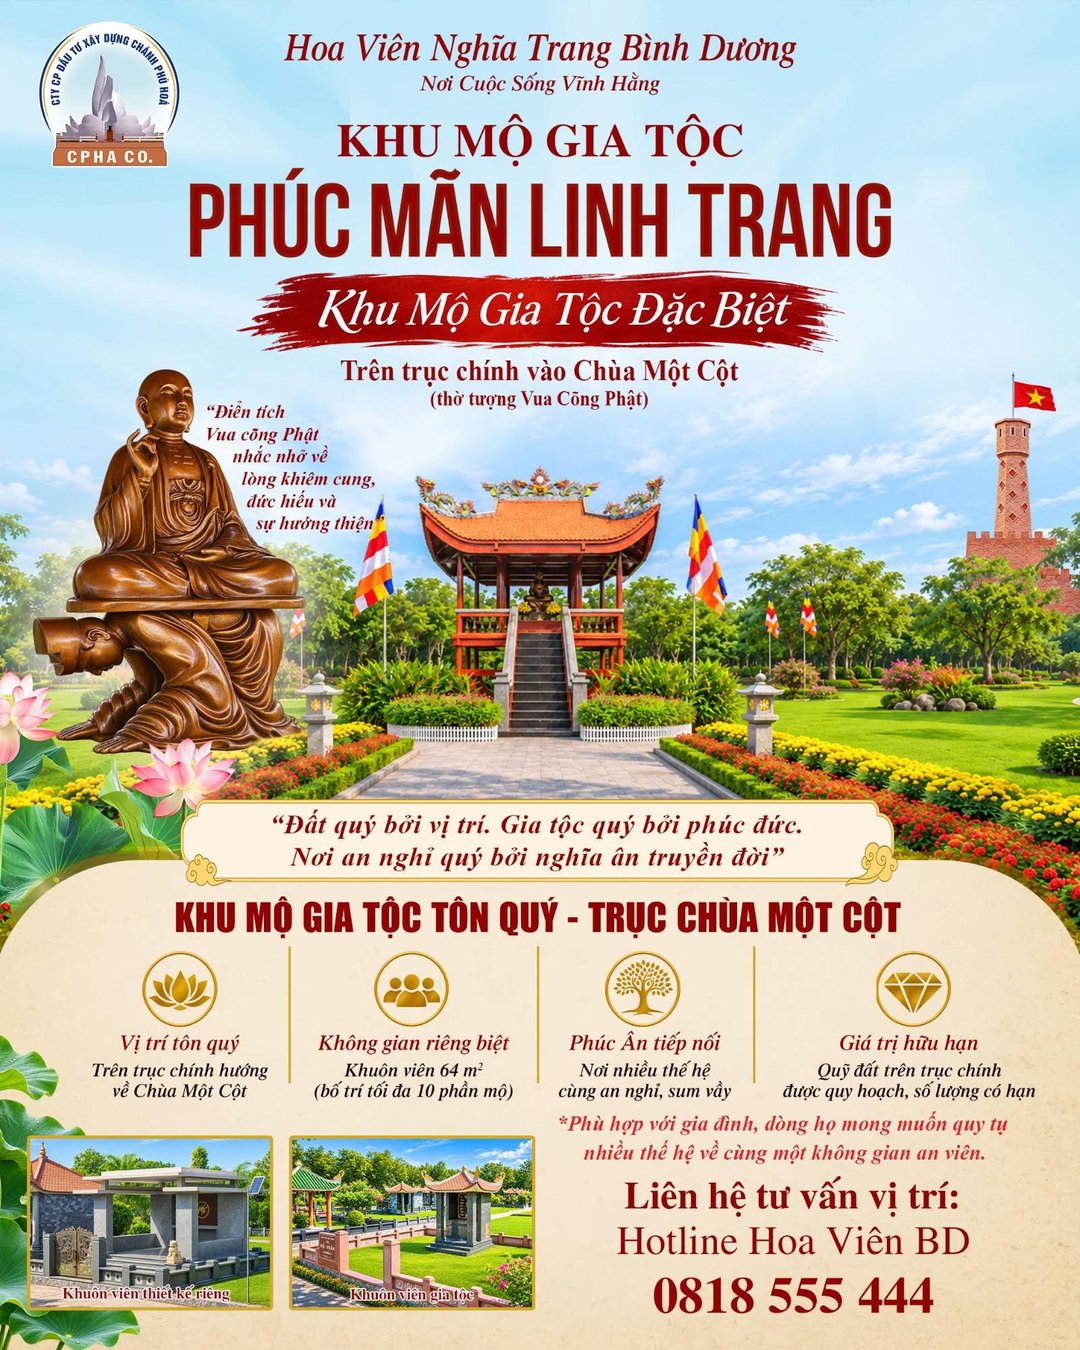 CTY CP ĐẦU TƯ XÂY DỰNG CHÁNH PHÚ HOÀ
CPHA CO.
Hoa Viên Nghĩa Trang Bình Dương
Nơi Cuộc Sống Vĩnh Hằng
KHU MỘ GIA TỘC
PHÚC MÃN LINH TRANG
Khu Mộ Gia Tộc Đặc Biệt
Trên trục chính vào Chùa Một Cột
(thờ tượng Vua Cõng Phật)
“Điển tích
Vua cõng Phật
nhắc nhở về
lòng khiêm cung,
đức hiếu và
sự hướng thiện”
“Đất quý bởi vị trí. Gia tộc quý bởi phúc đức.
Nơi an nghỉ quý bởi nghĩa ân truyền đời”
KHU MỘ GIA TỘC TÔN QUÝ - TRỤC CHÙA MỘT CỘT
Vị trí tôn quý
Trên trục chính hướng
về Chùa Một Cột
Không gian riêng biệt
Khuôn viên 64 m²
(bố trí tối đa 10 phần mộ)
Phúc Ân tiếp nối
Nơi nhiều thế hệ
cùng an nghỉ, sum vầy
Giá trị hữu hạn
Quỹ đất trên trục chính
được quy hoạch, số lượng có hạn
*Phù hợp với gia đình, dòng họ mong muốn quy tụ
nhiều thế hệ về cùng một không gian an viên.
Khuôn viên thiết kế riêng
Khuôn viên gia tộc
Liên hệ tư vấn vị trí:
Hotline Hoa Viên BD
0818 555 444